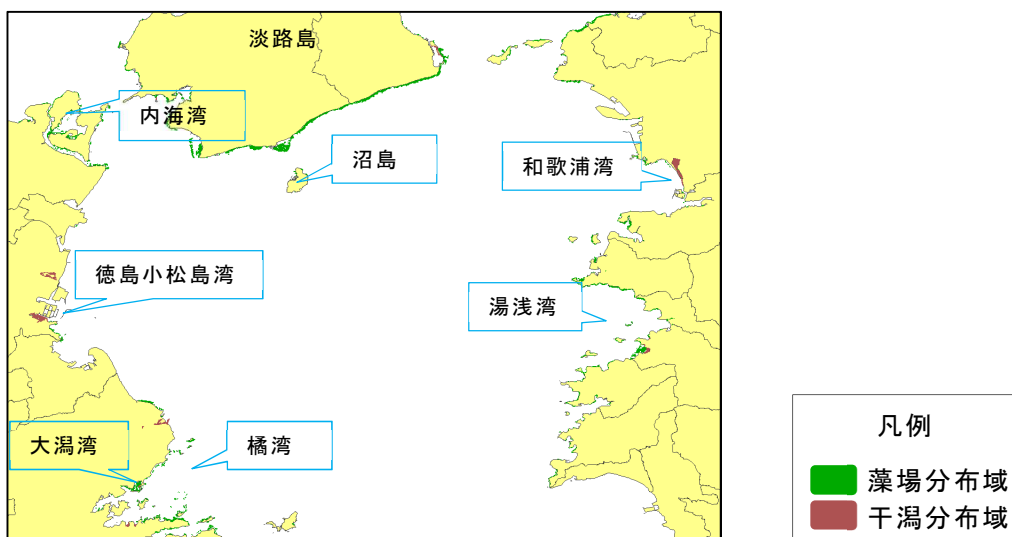 淡路島
内海湾
沼島
和歌浦湾
徳島小松島湾
湯浅湾
大潟湾
橘湾
凡例
藻場分布域
干潟分布域